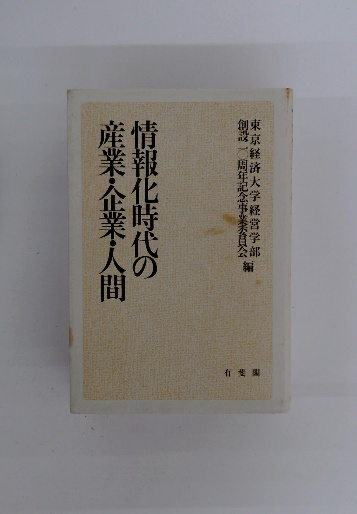 情報化時代の
産業・企業・人間
東京経済大学経営学部
創設二〇周年記念事業委員会 編
有斐閣